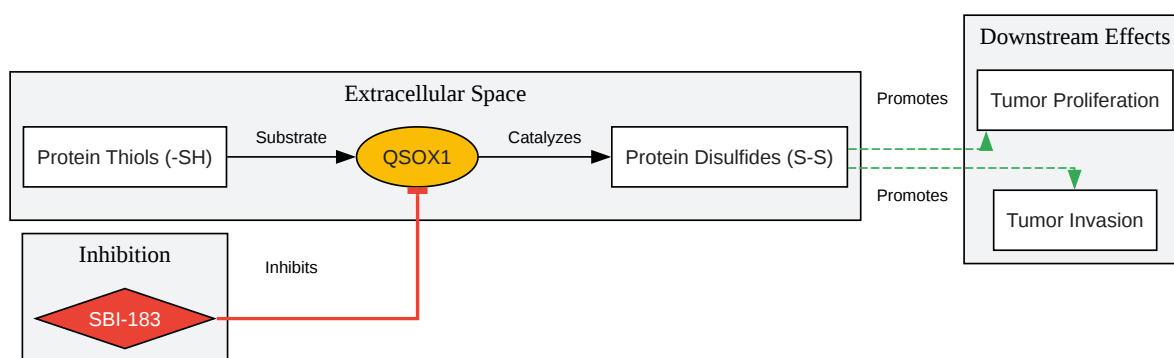 Downstream Effects
Extracellular Space
Promotes
Tumor Proliferation
Protein Thiols (-SH)
Substrate
QSOX1
Catalyzes
Protein Disulfides (S-S)
Promotes
Tumor Invasion
Inhibition
Inhibits
SBI-183